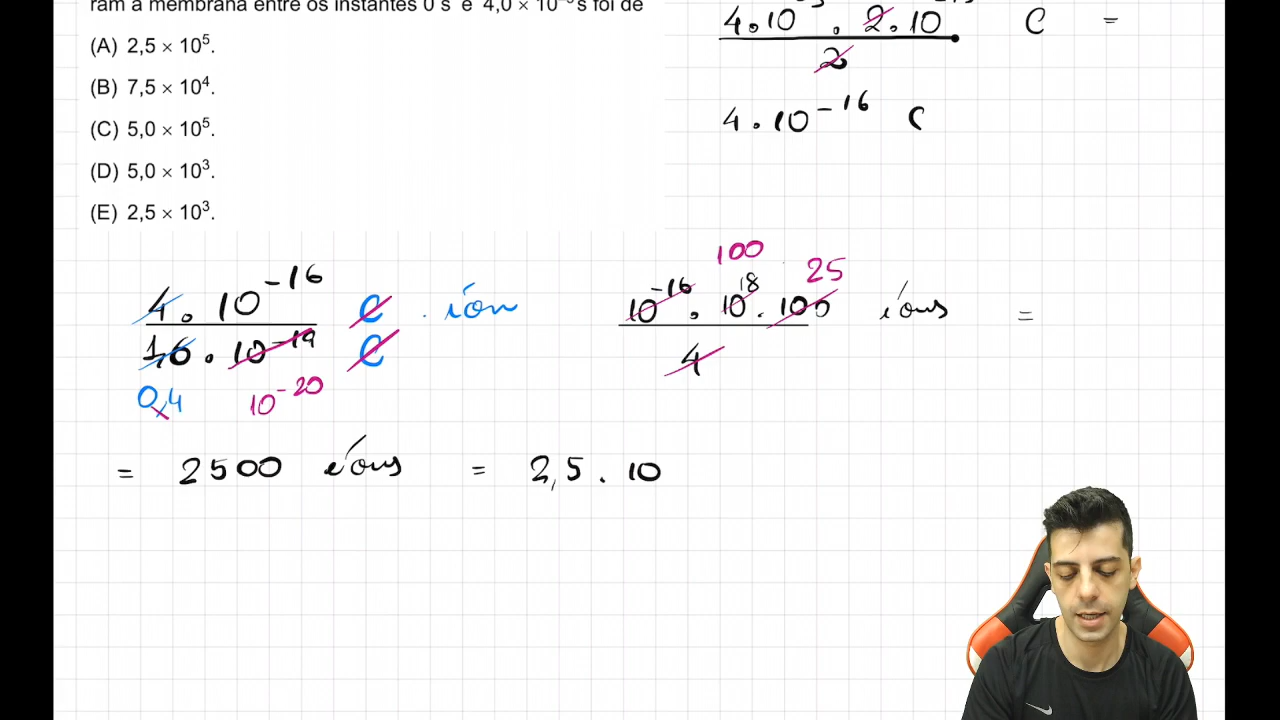 ram a membrana entre os instantes 0 s e 4,0 × 10 s foi de
(A) 2,5 × 10⁵.
(B) 7,5 × 10⁴.
(C) 5,0 × 10⁵.
(D) 5,0 × 10³.
(E) 2,5 × 10³.
4.10 . 2.10 C =
2
4.10⁻¹⁶ C
100
25
4.10⁻¹⁶ C . íon
16.10⁻¹⁹ C
0,4 10⁻²⁰
10⁻¹⁶ . 10¹⁸ . 100 íons =
4
= 2500 íons = 2,5 . 10